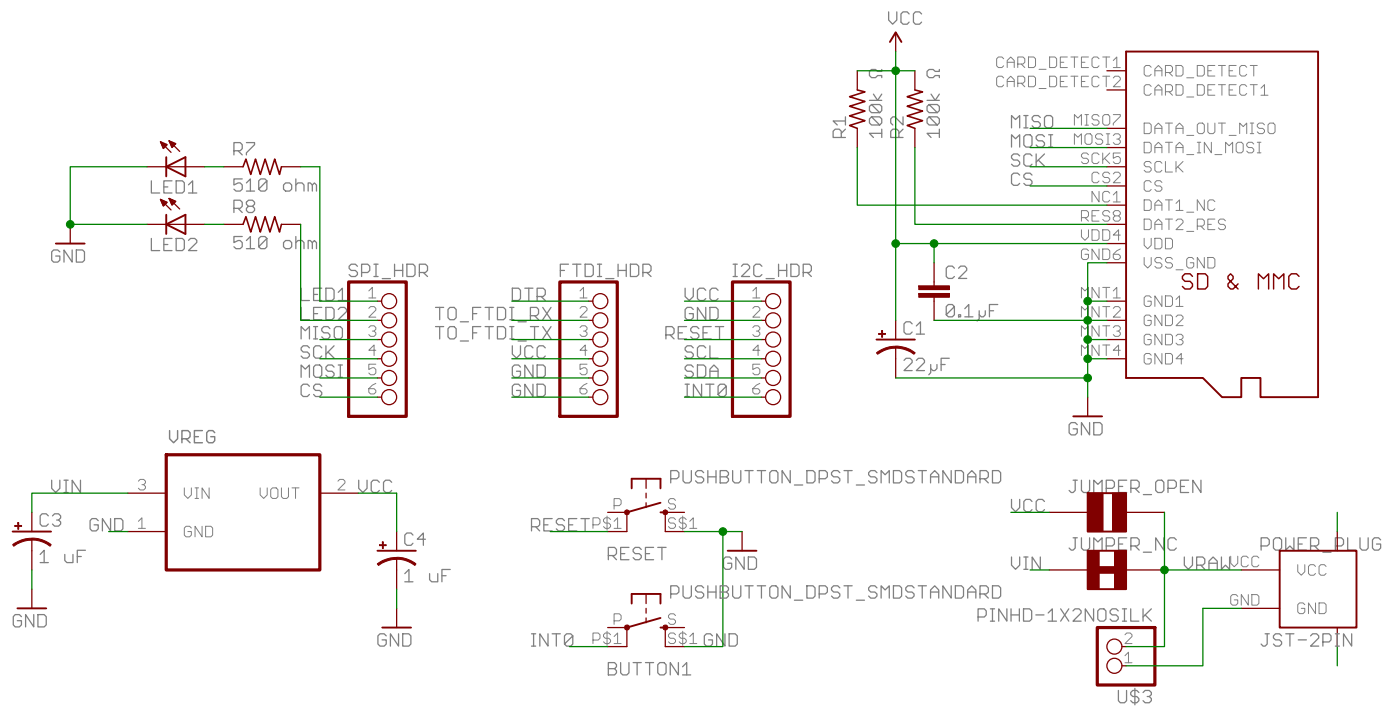 VCC
R1
100k Ω
R2
100k Ω
CARD_DETECT1
CARD_DETECT2
MISO
MISO7
MOSI
MOSI3
SCK
SCK5
CS
CS2
NC1
RES8
VDD4
GND6
MNT1
MNT2
MNT3
MNT4
CARD_DETECT
CARD_DETECT1
DATA_OUT_MISO
DATA_IN_MOSI
SCLK
CS
DAT1_NC
DAT2_RES
VDD
VSS_GND
SD & MMC
GND1
GND2
GND3
GND4
C2
0.1µF
C1
22µF
GND
R7
LED1
510 ohm
R8
LED2
510 ohm
GND
SPI_HDR
LED1 1
LED2 2
MISO 3
SCK 4
MOSI 5
CS 6
FTDI_HDR
DTR 1
TO_FTDI_RX 2
TO_FTDI_TX 3
VCC 4
GND 5
GND 6
I2C_HDR
VCC 1
GND 2
RESET 3
SCL 4
SDA 5
INT0 6
VREG
VIN 3 VIN VOUT 2 VCC
GND 1 GND
C3
1 uF
GND
C4
1 uF
GND
PUSHBUTTON_DPST_SMDSTANDARD
P S
RESET P$1 S$1
RESET
GND
PUSHBUTTON_DPST_SMDSTANDARD
P S
INT0 P$1 S$1 GND
BUTTON1
JUMPER_OPEN
VCC
JUMPER_NC
VIN
VRAW
VCC
GND
POWER_PLUG
VCC
GND
JST-2PIN
PINHD-1X2NOSILK
2
1
U$3